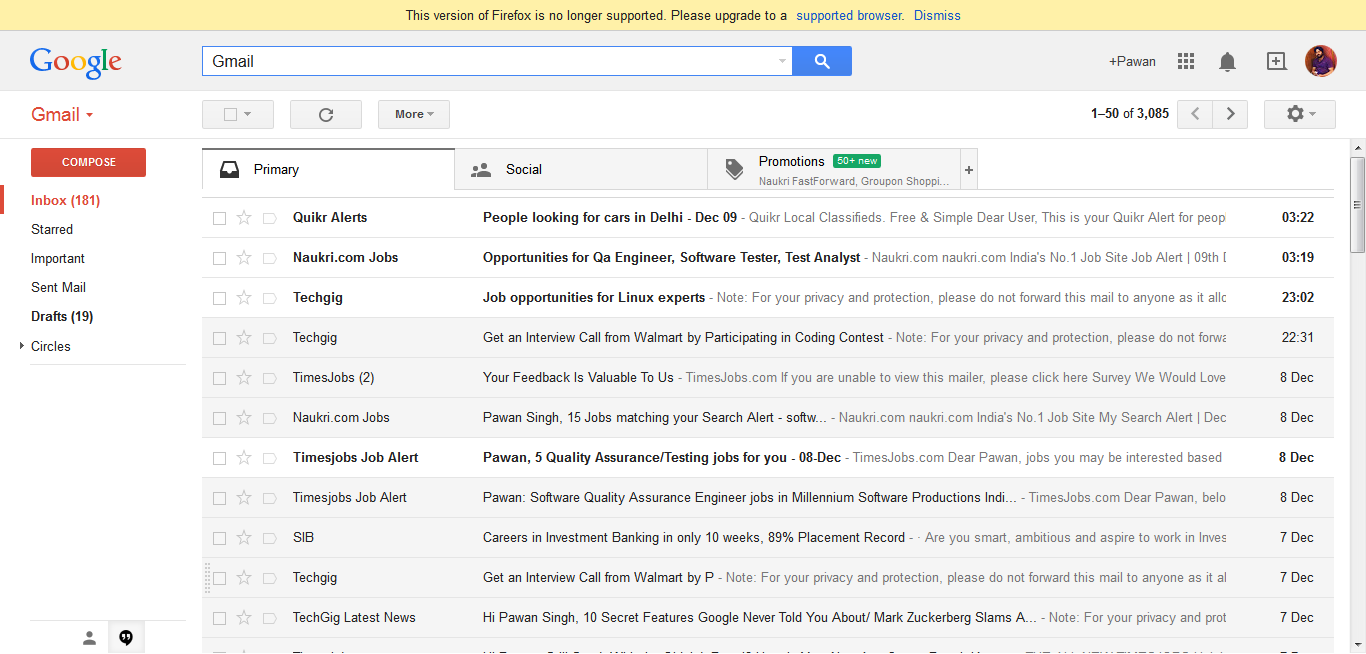 This version of Firefox is no longer supported. Please upgrade to a supported browser. Dismiss
Google
Gmail
+Pawan
Gmail
More
1–50 of 3,085
COMPOSE
Inbox (181)
Starred
Important
Sent Mail
Drafts (19)
Circles
Primary
Social
Promotions 50+ new
Naukri FastForward, Groupon Shoppi...
Quikr Alerts People looking for cars in Delhi - Dec 09 - Quikr Local Classifieds. Free & Simple Dear User, This is your Quikr Alert for peop 03:22
Naukri.com Jobs Opportunities for Qa Engineer, Software Tester, Test Analyst - Naukri.com naukri.com India's No.1 Job Site Job Alert | 09th 03:19
Techgig Job opportunities for Linux experts - Note: For your privacy and protection, please do not forward this mail to anyone as it allc 23:02
Techgig Get an Interview Call from Walmart by Participating in Coding Contest - Note: For your privacy and protection, please do not forwa 22:31
TimesJobs (2) Your Feedback Is Valuable To Us - TimesJobs.com If you are unable to view this mailer, please click here Survey We Would Love 8 Dec
Naukri.com Jobs Pawan Singh, 15 Jobs matching your Search Alert - softw... - Naukri.com naukri.com India's No.1 Job Site My Search Alert | Dec 8 Dec
Timesjobs Job Alert Pawan, 5 Quality Assurance/Testing jobs for you - 08-Dec - TimesJobs.com Dear Pawan, jobs you may be interested based 8 Dec
Timesjobs Job Alert Pawan: Software Quality Assurance Engineer jobs in Millennium Software Productions Indi... - TimesJobs.com Dear Pawan, belo 8 Dec
SIB Careers in Investment Banking in only 10 weeks, 89% Placement Record - · Are you smart, ambitious and aspire to work in Inves 7 Dec
Techgig Get an Interview Call from Walmart by P - Note: For your privacy and protection, please do not forward this mail to anyone as it al 7 Dec
TechGig Latest News Hi Pawan Singh, 10 Secret Features Google Never Told You About/ Mark Zuckerberg Slams A... - Note: For your privacy and prot 7 Dec